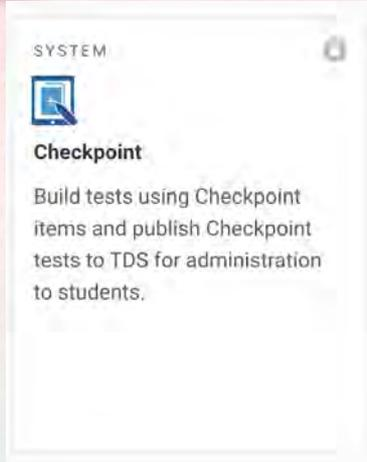 SYSTEM
Checkpoint
Build tests using Checkpoint
items and publish Checkpoint
tests to TDS for administration
to students.